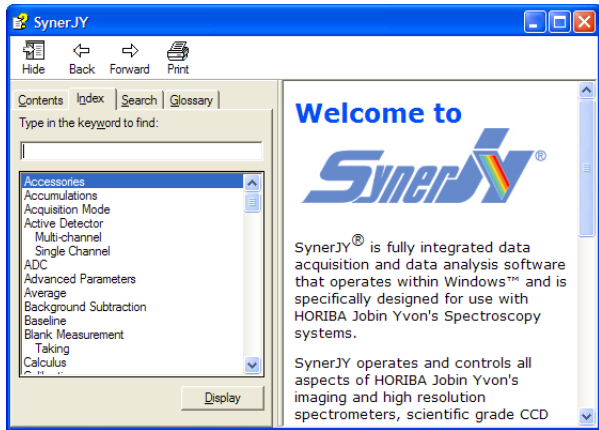 SynerJY
Hide Back Forward Print
Contents Index Search Glossary
Type in the keyword to find:
Accessories
Accumulations
Acquisition Mode
Active Detector
Multi-channel
Single Channel
ADC
Advanced Parameters
Average
Background Subtraction
Baseline
Blank Measurement
Taking
Calculus
Display
Welcome to
SynerJY®
SynerJY® is fully integrated data
acquisition and data analysis software
that operates within Windows™ and is
specifically designed for use with
HORIBA Jobin Yvon's Spectroscopy
systems.
SynerJY operates and controls all
aspects of HORIBA Jobin Yvon's
imaging and high resolution
spectrometers, scientific grade CCD